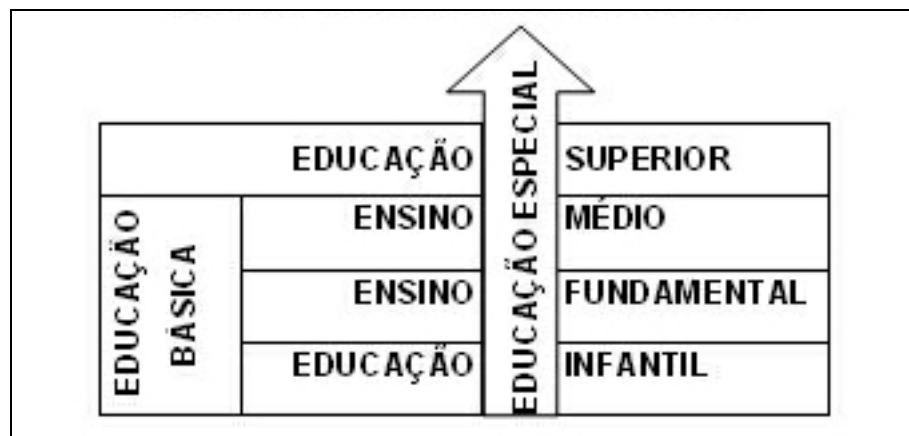 EDUCAÇÃO ESPECIAL
EDUCAÇÃO SUPERIOR
EDUCAÇÃO BÁSICA
ENSINO MÉDIO
ENSINO FUNDAMENTAL
EDUCAÇÃO INFANTIL